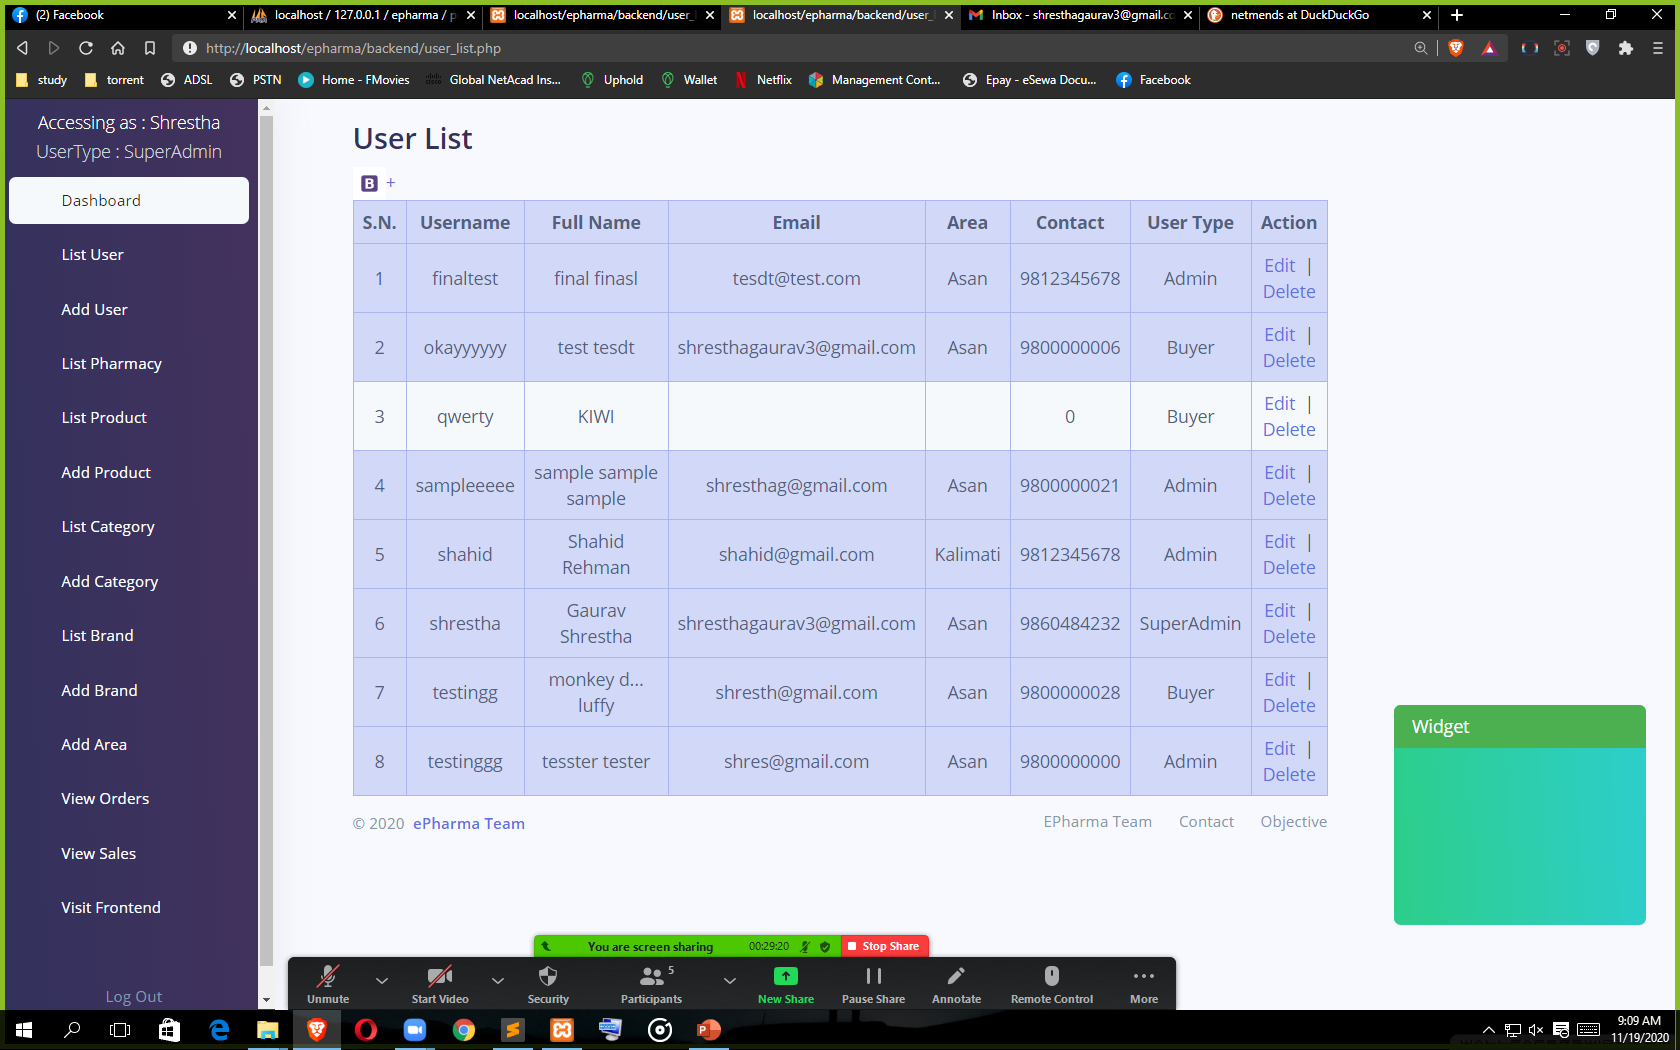 (2) Facebook
localhost / 127.0.0.1 / epharma / p
localhost/epharma/backend/user_
localhost/epharma/backend/user_
Inbox - shresthagaurav3@gmail.co
netmends at DuckDuckGo
http://localhost/epharma/backend/user_list.php
study
torrent
ADSL
PSTN
Home - FMovies
Global NetAcad Ins...
Uphold
Wallet
Netflix
Management Cont...
Epay - eSewa Docu...
Facebook
Accessing as : Shrestha
UserType : SuperAdmin
Dashboard
List User
Add User
List Pharmacy
List Product
Add Product
List Category
Add Category
List Brand
Add Brand
Add Area
View Orders
View Sales
Visit Frontend
Log Out
User List
B +
S.N. Username Full Name Email Area Contact User Type Action
1 finaltest final finasl tesdt@test.com Asan 9812345678 Admin Edit |
Delete
2 okayyyyyy test tesdt shresthagaurav3@gmail.com Asan 9800000006 Buyer Edit |
Delete
3 qwerty KIWI 0 Buyer Edit |
Delete
4 sampleeeee sample sample Asan shresthag@gmail.com 9800000021 Admin Edit |
sample Delete
5 shahid Shahid shahid@gmail.com Kalimati 9812345678 Admin Edit |
Rehman Delete
6 shrestha Gaurav shresthagaurav3@gmail.com Asan 9860484232 SuperAdmin Edit |
Shrestha Delete
7 testingg monkey d... shresth@gmail.com Asan 9800000028 Buyer Edit |
luffy Delete
8 testinggg tesster tester shres@gmail.com Asan 9800000000 Admin Edit |
Delete
© 2020 ePharma Team
EPharma Team Contact Objective
Widget
You are screen sharing 00:29:20 Stop Share
Unmute
Start Video
Security
5
Participants
New Share
Pause Share
Annotate
Remote Control
More
9:09 AM
11/19/2020